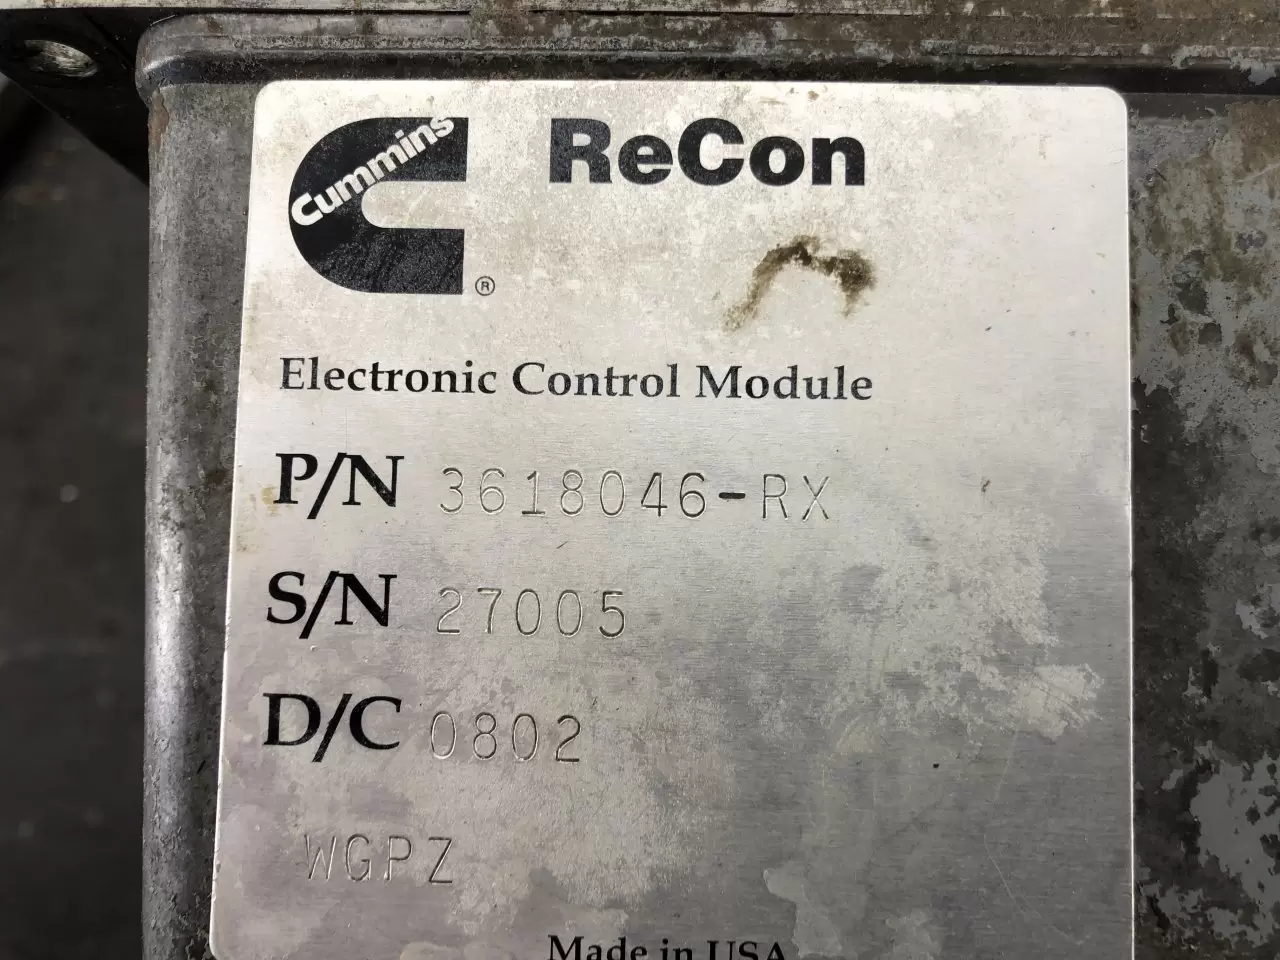 Cummins
ReCon
®
Electronic Control Module
P/N 3618046-RX
S/N 27005
D/C 0802
WGPZ
Made in USA